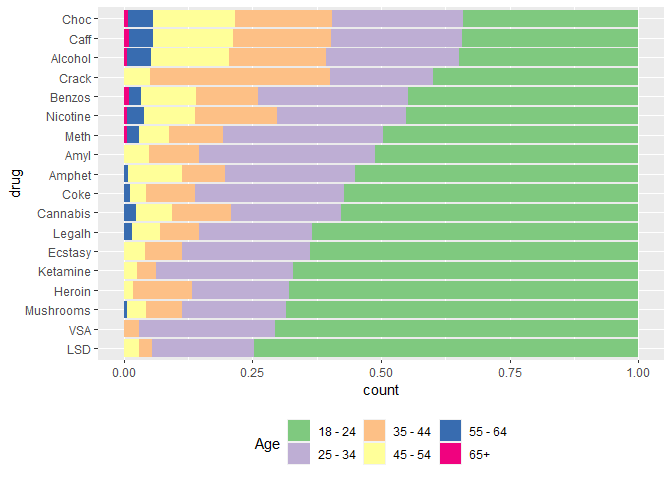 Choc
Caff
Alcohol
Crack
Benzos
Nicotine
Meth
Amyl
Amphet
Coke
Cannabis
Legalh
Ecstasy
Ketamine
Heroin
Mushrooms
VSA
LSD
drug
0.00 0.25 0.50 0.75 1.00
count
Age
18 - 24 35 - 44 55 - 64
25 - 34 45 - 54 65+